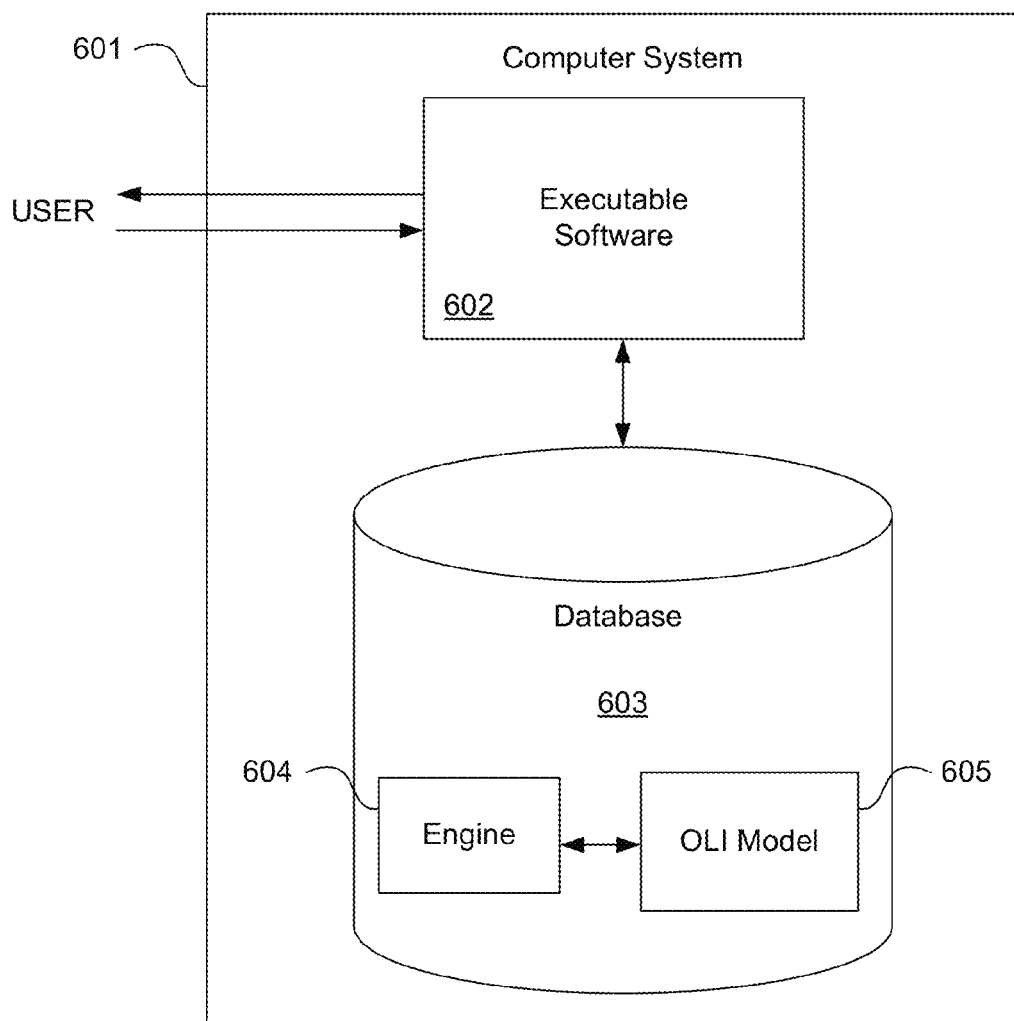 601
Computer System
USER
Executable
Software
602
Database
603
604
605
Engine
OLI Model